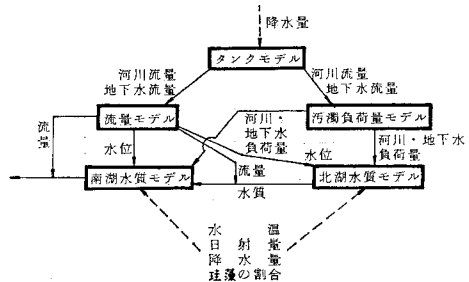 降水量
タンクモデル
河川流量
地下水流量
河川流量
地下水流量
流量モデル
汚濁負荷量モデル
流量
水位
河川・
地下水
負荷量
流量
水位
河川・地下水
負荷量
南湖水質モデル
水質
北湖水質モデル
水温
日射量
降水量
珪藻の割合